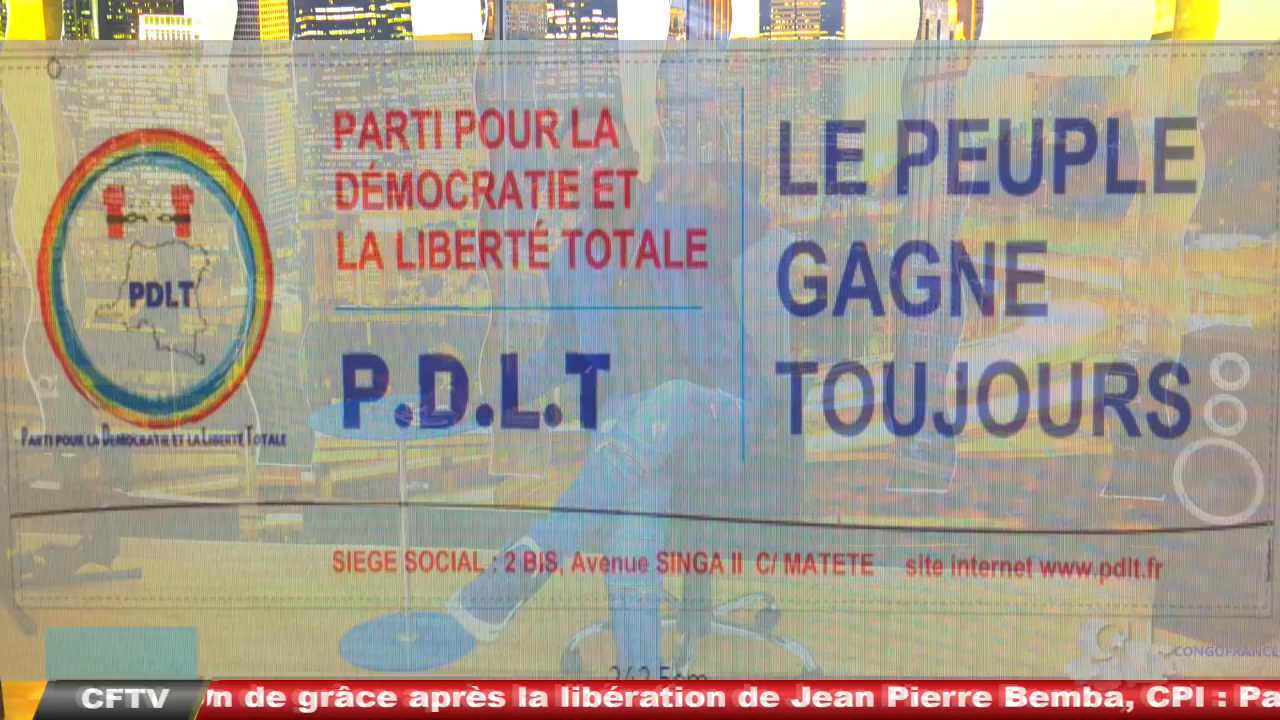 PARTI POUR LA
DÉMOCRATIE ET
LA LIBERTÉ TOTALE
P.D.L.T
LE PEUPLE
GAGNE
TOUJOURS
PDLT
PARTI POUR LA DEMOCRATIE ET LA LIBERTÉ TOTALE
SIEGE SOCIAL : 2 BIS, Avenue SINGA II C/ MATETE site internet www.pdlt.fr
CONGOFRANCE
CFTV de grâce après la libération de Jean Pierre Bemba, CPI :